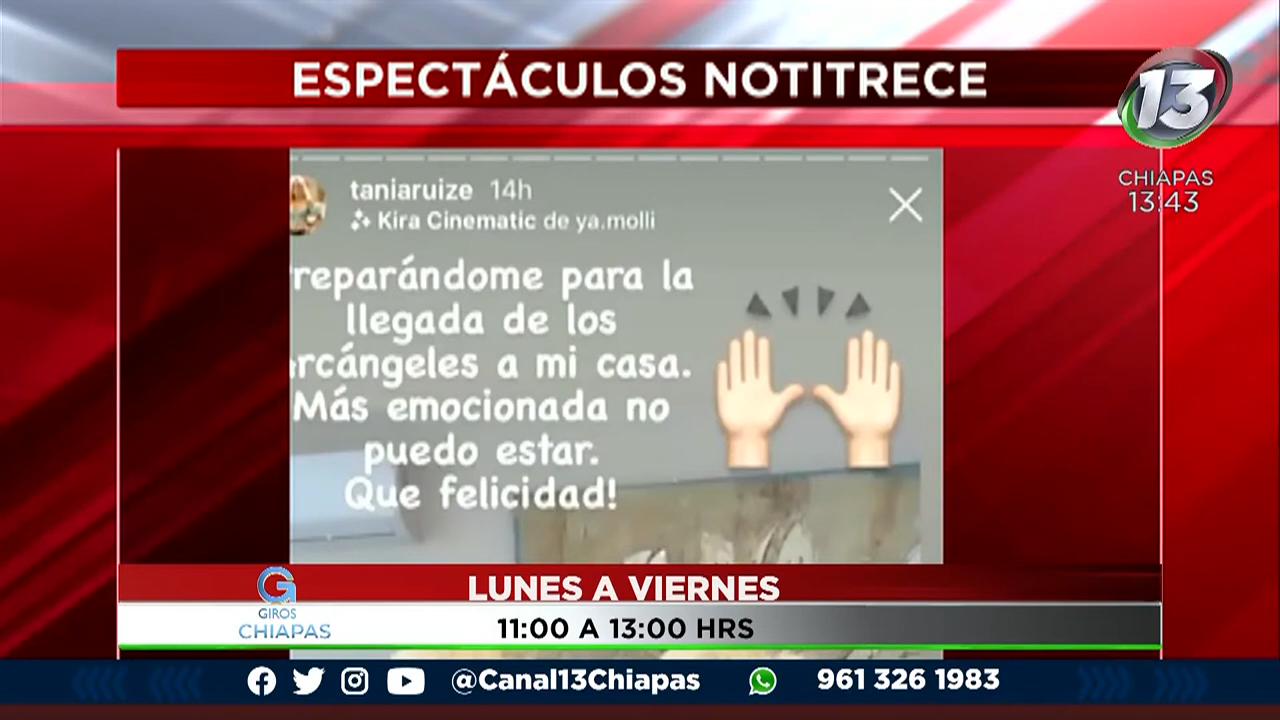 ESPECTÁCULOS NOTITRECE
13
CHIAPAS
13:43
taniaruize 14h
Kira Cinematic de ya.molli
reparándome para la
llegada de los
rcángeles a mi casa.
Más emocionada no
puedo estar.
Que felicidad!
G
GIROS
CHIAPAS
LUNES A VIERNES
11:00 A 13:00 HRS
@Canal13Chiapas
961 326 1983